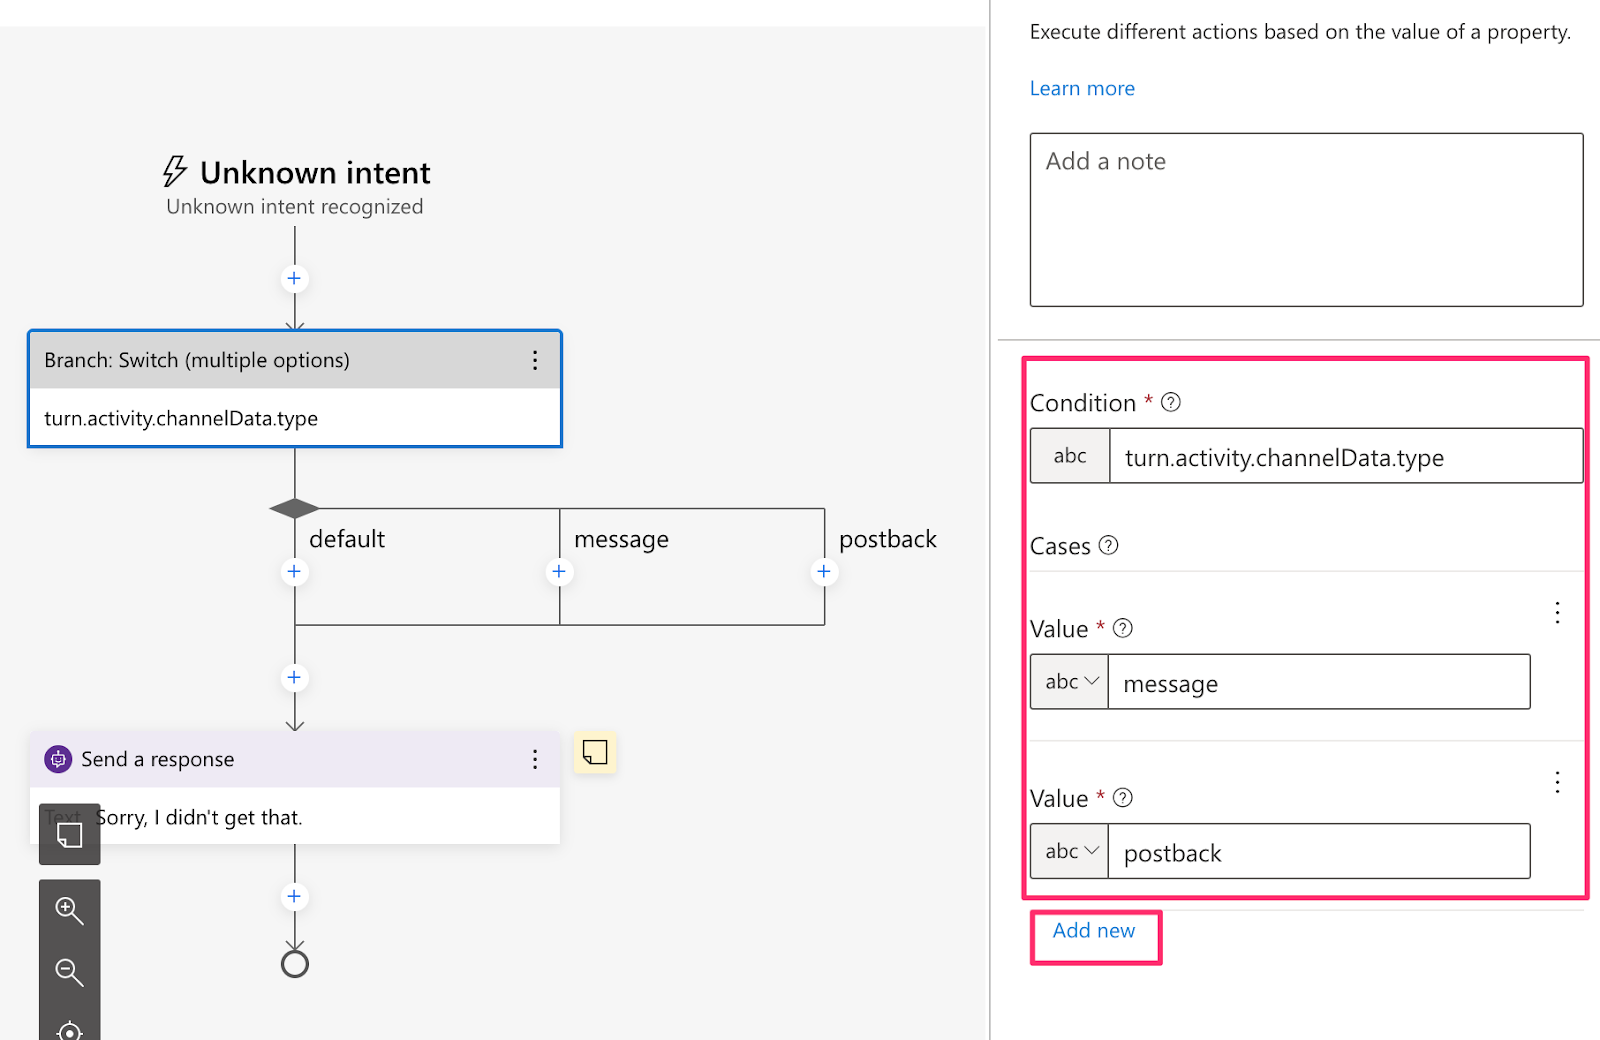 Unknown intent
Unknown intent recognized
Branch: Switch (multiple options)
turn.activity.channelData.type
default
message
postback
Send a response
Text Sorry, I didn't get that.
Execute different actions based on the value of a property.
Learn more
Add a note
Condition *
abc
turn.activity.channelData.type
Cases
Value *
abc
message
Value *
abc
postback
Add new